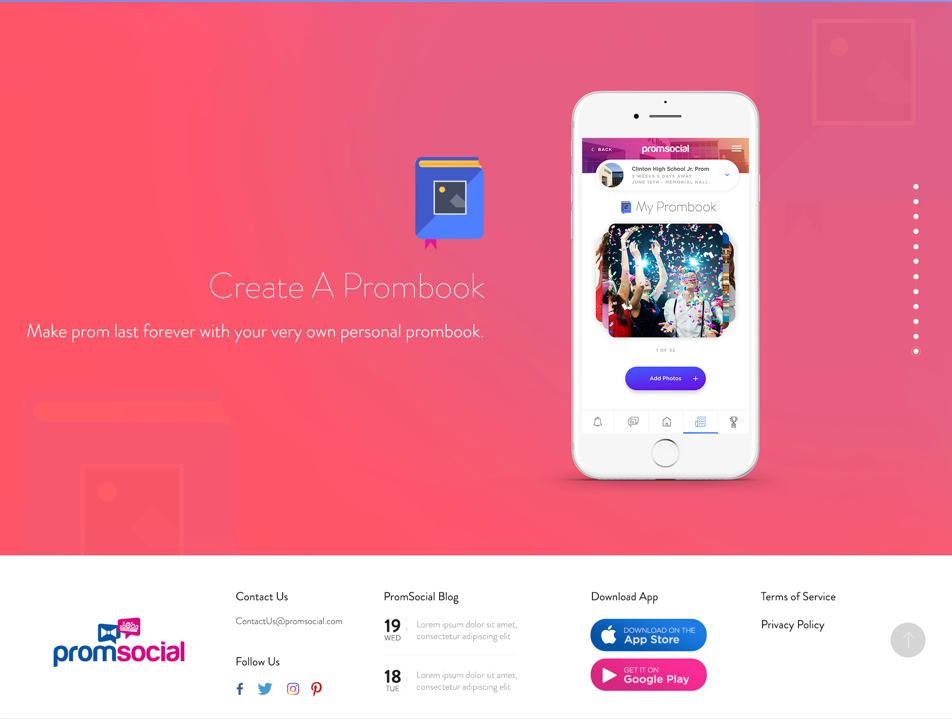 Create A Prombook
Make prom last forever with your very own personal prombook.
BACK
promsocial
Clinton High School Jr. Prom
3 WEEKS 5 DAYS AWAY
JUNE 15TH - MEMORIAL HALL
My Prombook
1 OF 32
Add Photos +
promsocial
Contact Us
ContactUs@promsocial.com
Follow Us
PromSocial Blog
19
WED
Lorem ipsum dolor sit amet,
consectetur adipiscing elit
18
TUE
Lorem ipsum dolor sit amet,
consectetur adipiscing elit
Download App
DOWNLOAD ON THE
App Store
GET IT ON
Google Play
Terms of Service
Privacy Policy